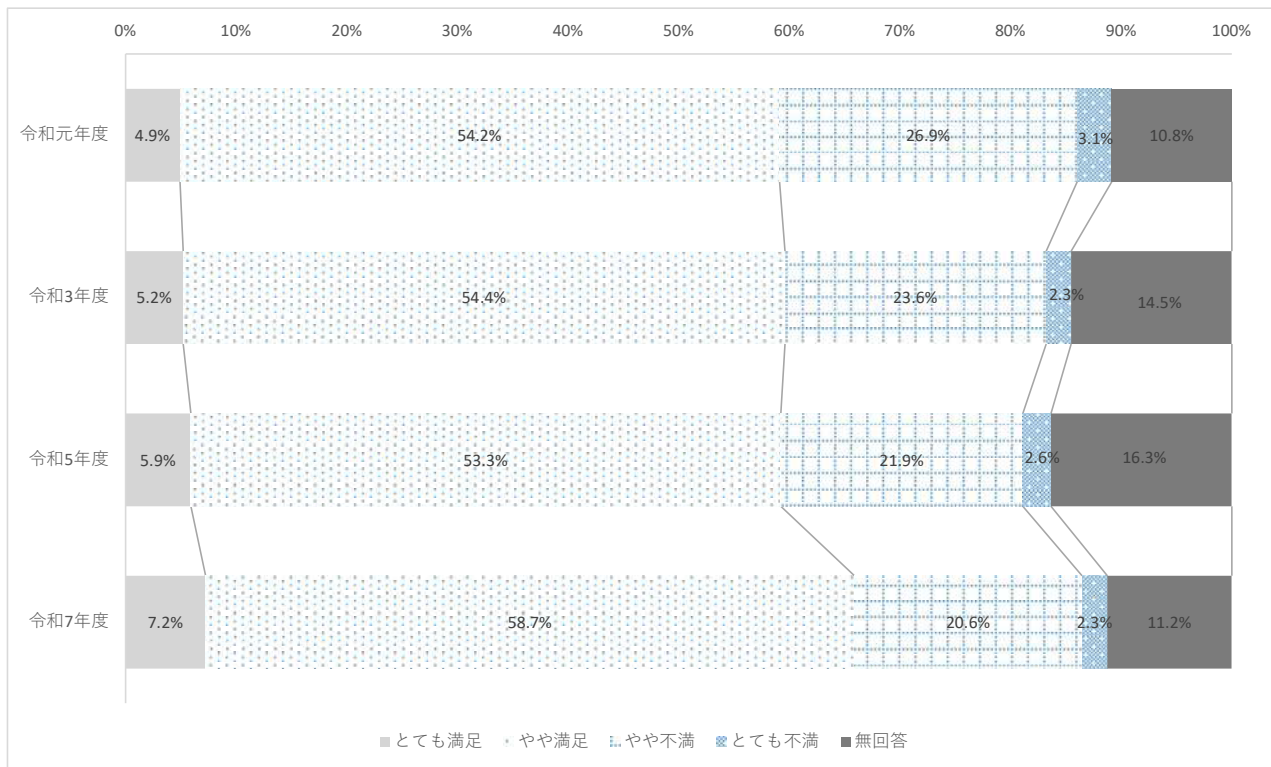 0% 10% 20% 30% 40% 50% 60% 70% 80% 90% 100%
令和元年度 4.9% 54.2% 26.9% 3.1% 10.8%
令和3年度 5.2% 54.4% 23.6% 2.3% 14.5%
令和5年度 5.9% 53.3% 21.9% 2.6% 16.3%
令和7年度 7.2% 58.7% 20.6% 2.3% 11.2%
とても満足 やや満足 やや不満 とても不満 無回答